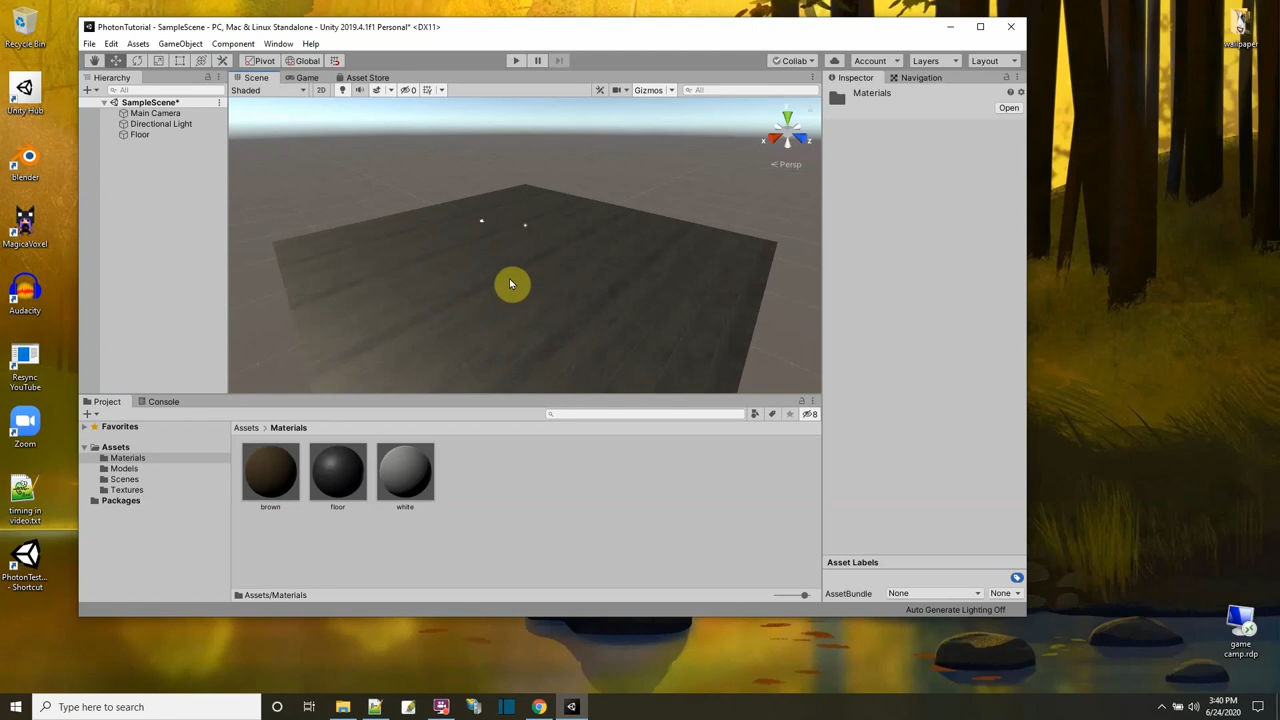 Recycle Bin
Unity Hub
blender
MagicaVoxel
Audacity
Resync
YouTube
Zoom
timing in
video.txt
PhotonTest...
- Shortcut
wallpaper
game
camp.rdp
PhotonTutorial - SampleScene - PC, Mac & Linux Standalone - Unity 2019.4.1f1 Personal* <DX11>
File Edit Assets GameObject Component Window Help
Pivot Global Collab Account Layers Layout
Hierarchy
All
SampleScene*
Main Camera
Directional Light
Floor
Scene Game Asset Store
Shaded 2D 0 Gizmos All
y
x z
Persp
Inspector Navigation
Materials
Open
Project Console
8
Favorites
Assets
Materials
Models
Scenes
Textures
Packages
Assets > Materials
brown floor white
Assets/Materials
Asset Labels
AssetBundle None None
Auto Generate Lighting Off
Type here to search
3:40 PM
6/24/2020